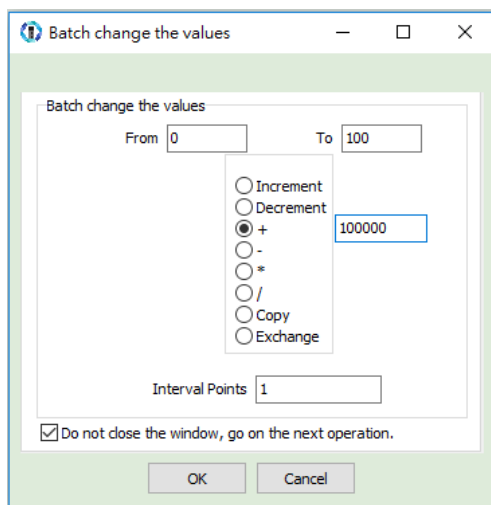 Batch change the values
Batch change the values
From 0 To 100
Increment
Decrement
+ 100000
-
*
/
Copy
Exchange
Interval Points 1
Do not close the window, go on the next operation.
OK Cancel